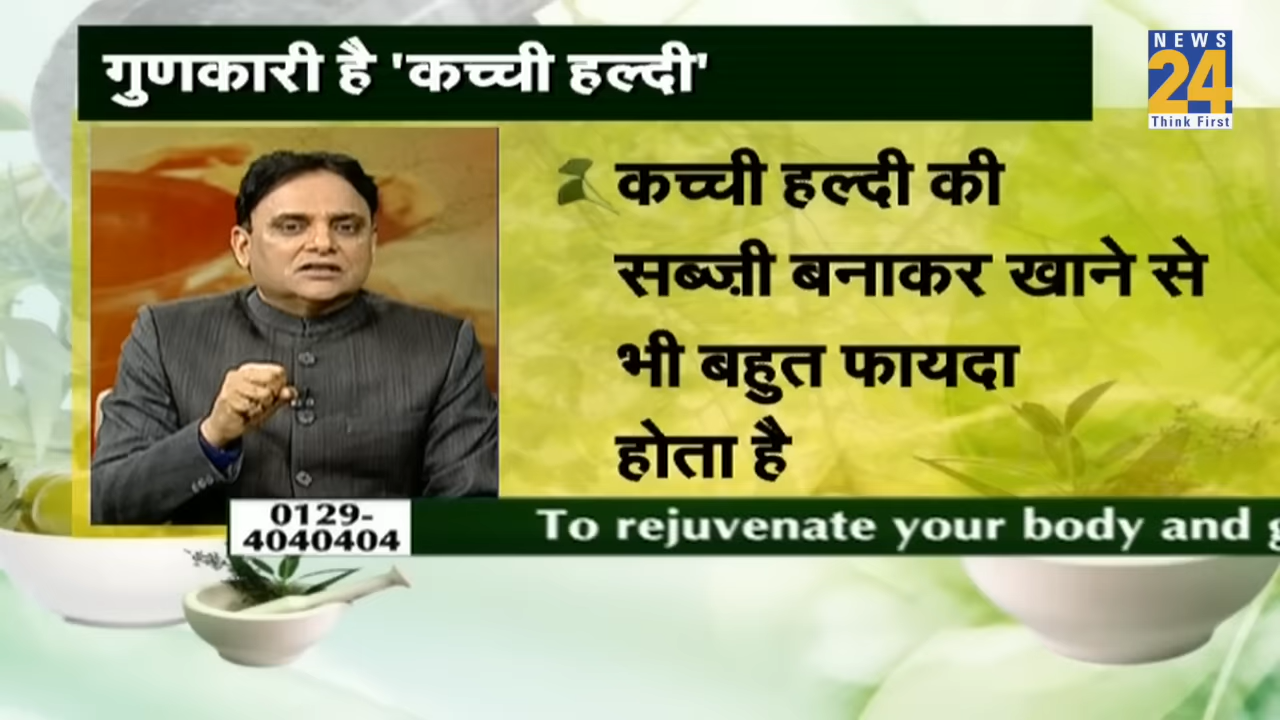 गुणकारी है 'कच्ची हल्दी'
NEWS
24
Think First
कच्ची हल्दी की
सब्ज़ी बनाकर खाने से
भी बहुत फायदा
होता है
0129-
4040404
To rejuvenate your body and g